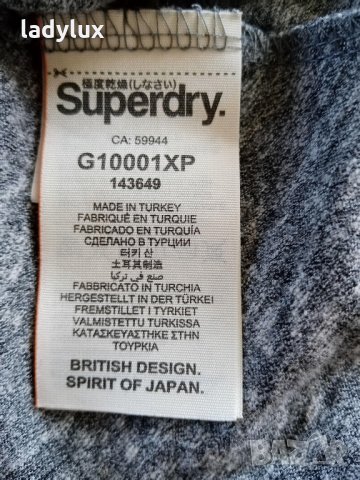 ladylux
極度乾燥(しなさい)
Superdry.
CA: 59944
G10001XP
143649
MADE IN TURKEY
FABRIQUÉ EN TURQUIE
FABRICADO EN TURQUIA
СДЕЛАНО В ТУРЦИИ
터키 산
土耳其制造
صنع في تركيا
FABBRICATO IN TURCHIA
HERGESTELLT IN DER TÜRKEI
FREMSTILLET I TYRKIET
VALMISTETTU TURKISSA
ΚΑΤΑΣΚΕΥΑΣΤΗΚΕ ΣΤΗΝ
ΤΟΥΡΚΙΑ
BRITISH DESIGN.
SPIRIT OF JAPAN.
BAZAR